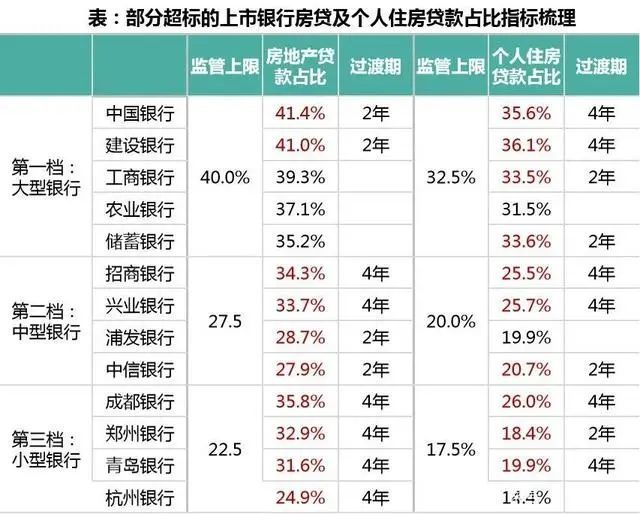 表：部分超标的上市银行房贷及个人住房贷款占比指标梳理
监管上限 房地产贷款占比 过渡期 监管上限 个人住房贷款占比 过渡期
第一档：大型银行 40.0% 32.5%
中国银行 41.4% 2年 35.6% 4年
建设银行 41.0% 2年 36.1% 4年
工商银行 39.3% 33.5% 2年
农业银行 37.1% 31.5%
储蓄银行 35.2% 33.6% 2年
第二档：中型银行 27.5 20.0%
招商银行 34.3% 4年 25.5% 4年
兴业银行 33.7% 4年 25.7% 4年
浦发银行 28.7% 2年 19.9%
中信银行 27.9% 2年 20.7% 2年
第三档：小型银行 22.5 17.5%
成都银行 35.8% 4年 26.0% 4年
郑州银行 32.9% 4年 18.4% 2年
青岛银行 31.6% 4年 19.9% 4年
杭州银行 24.9% 4年 14.4%